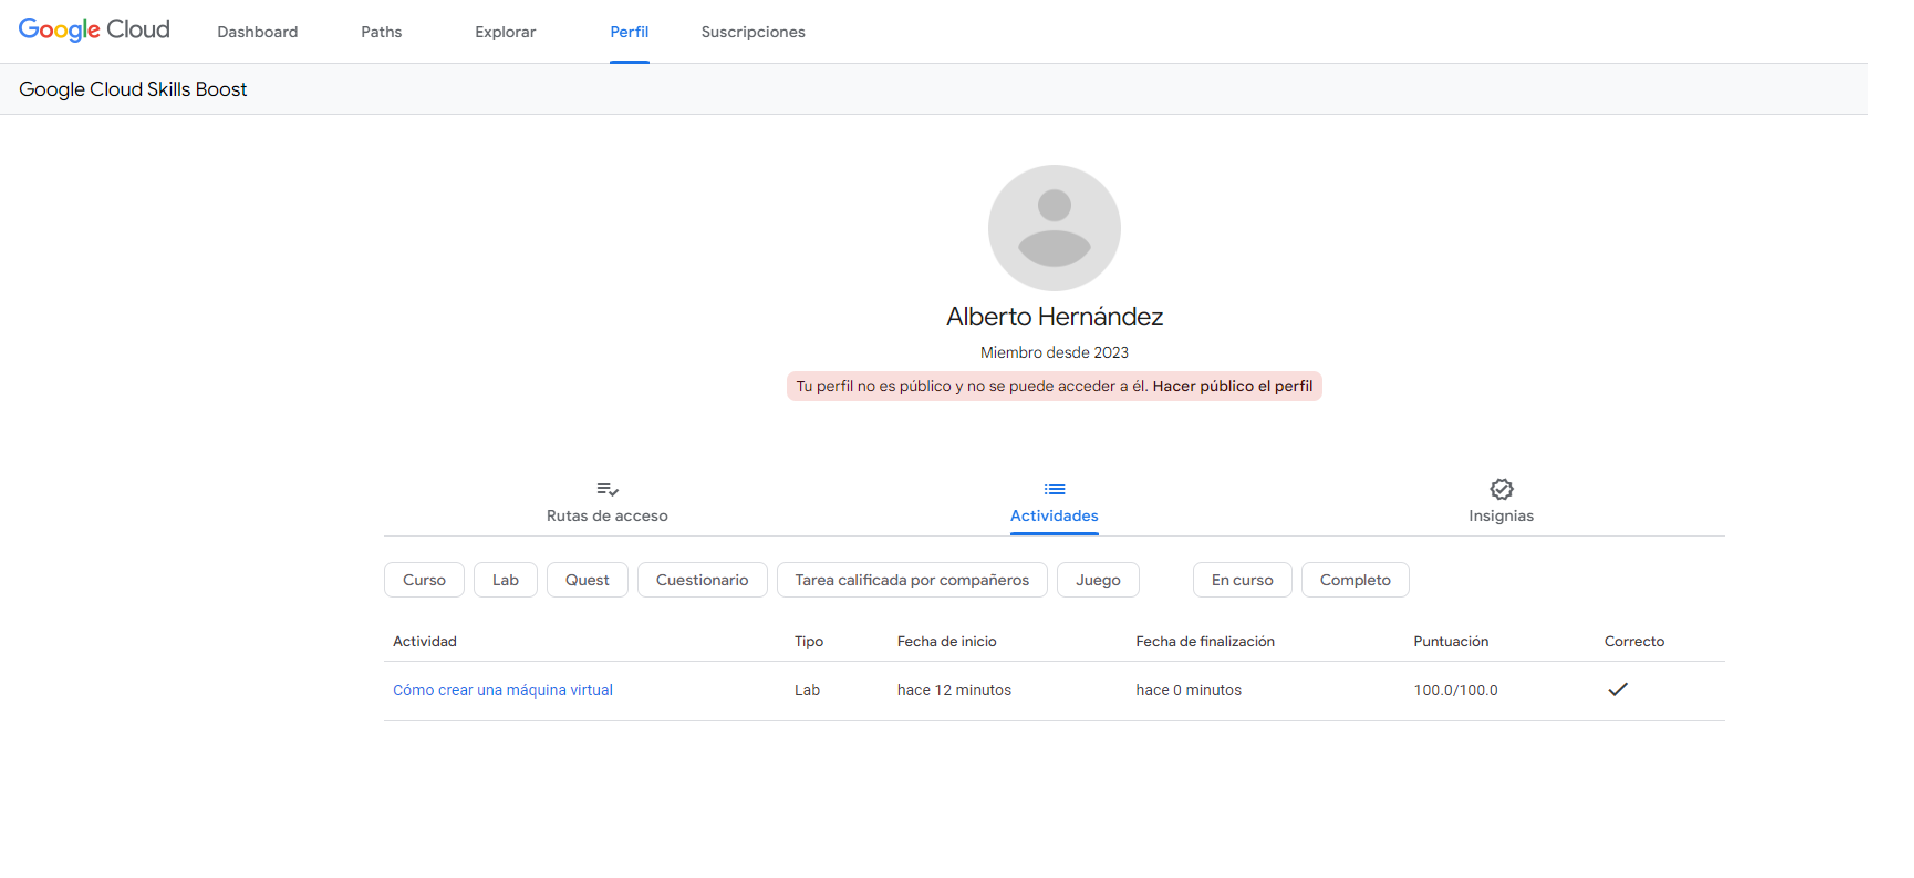 Google Cloud Dashboard Paths Explorar Perfil Suscripciones
Google Cloud Skills Boost
Alberto Hernández
Miembro desde 2023
Tu perfil no es público y no se puede acceder a él. Hacer público el perfil
Rutas de acceso Actividades Insignias
Curso Lab Quest Cuestionario Tarea calificada por compañeros Juego En curso Completo
Actividad Tipo Fecha de inicio Fecha de finalización Puntuación Correcto
Cómo crear una máquina virtual Lab hace 12 minutos hace 0 minutos 100.0/100.0